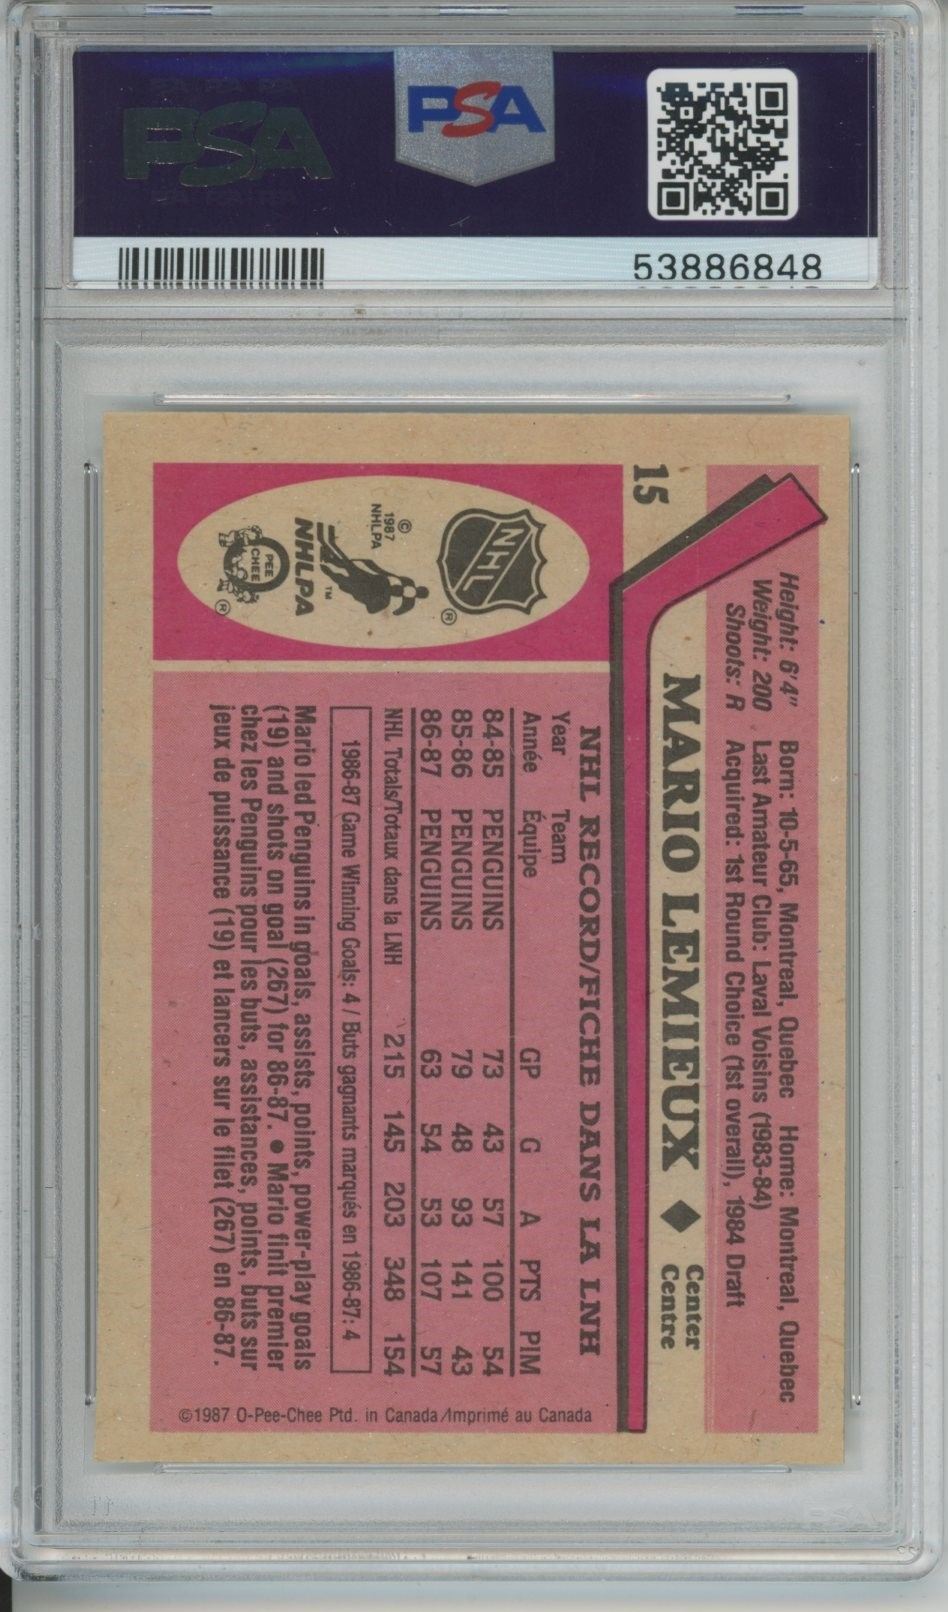 PSA
PSA
53886848
15
Height: 6'4" Born: 10-5-65, Montreal, Quebec Home: Montreal, Quebec
Weight: 200 Last Amateur Club: Laval Voisins (1983-84)
Shoots: R Acquired: 1st Round Choice (1st overall), 1984 Draft
MARIO LEMIEUX ◆ Center
Centre
NHL RECORD/FICHE DANS LA LNH
Year Team
Année Équipe GP G A PTS PIM
84-85 PENGUINS 73 43 57 100 54
85-86 PENGUINS 79 48 93 141 43
86-87 PENGUINS 63 54 53 107 57
NHL Totals/Totaux dans la LNH 215 145 203 348 154
1986-87 Game Winning Goals: 4 / Buts gagnants marqués en 1986-87: 4
Mario led Penguins in goals, assists, points, power-play goals
(19) and shots on goal (267) for 86-87. ● Mario finit premier
chez les Penguins pour les buts, assistances, points, buts sur
jeux de puissance (19) et lancers sur le filet (267) en 86-87.
NHL ®
© 1987
NHLPA
NHLPA ™
PEE
CHEE ®
©1987 O-Pee-Chee Ptd. in Canada/Imprimé au Canada